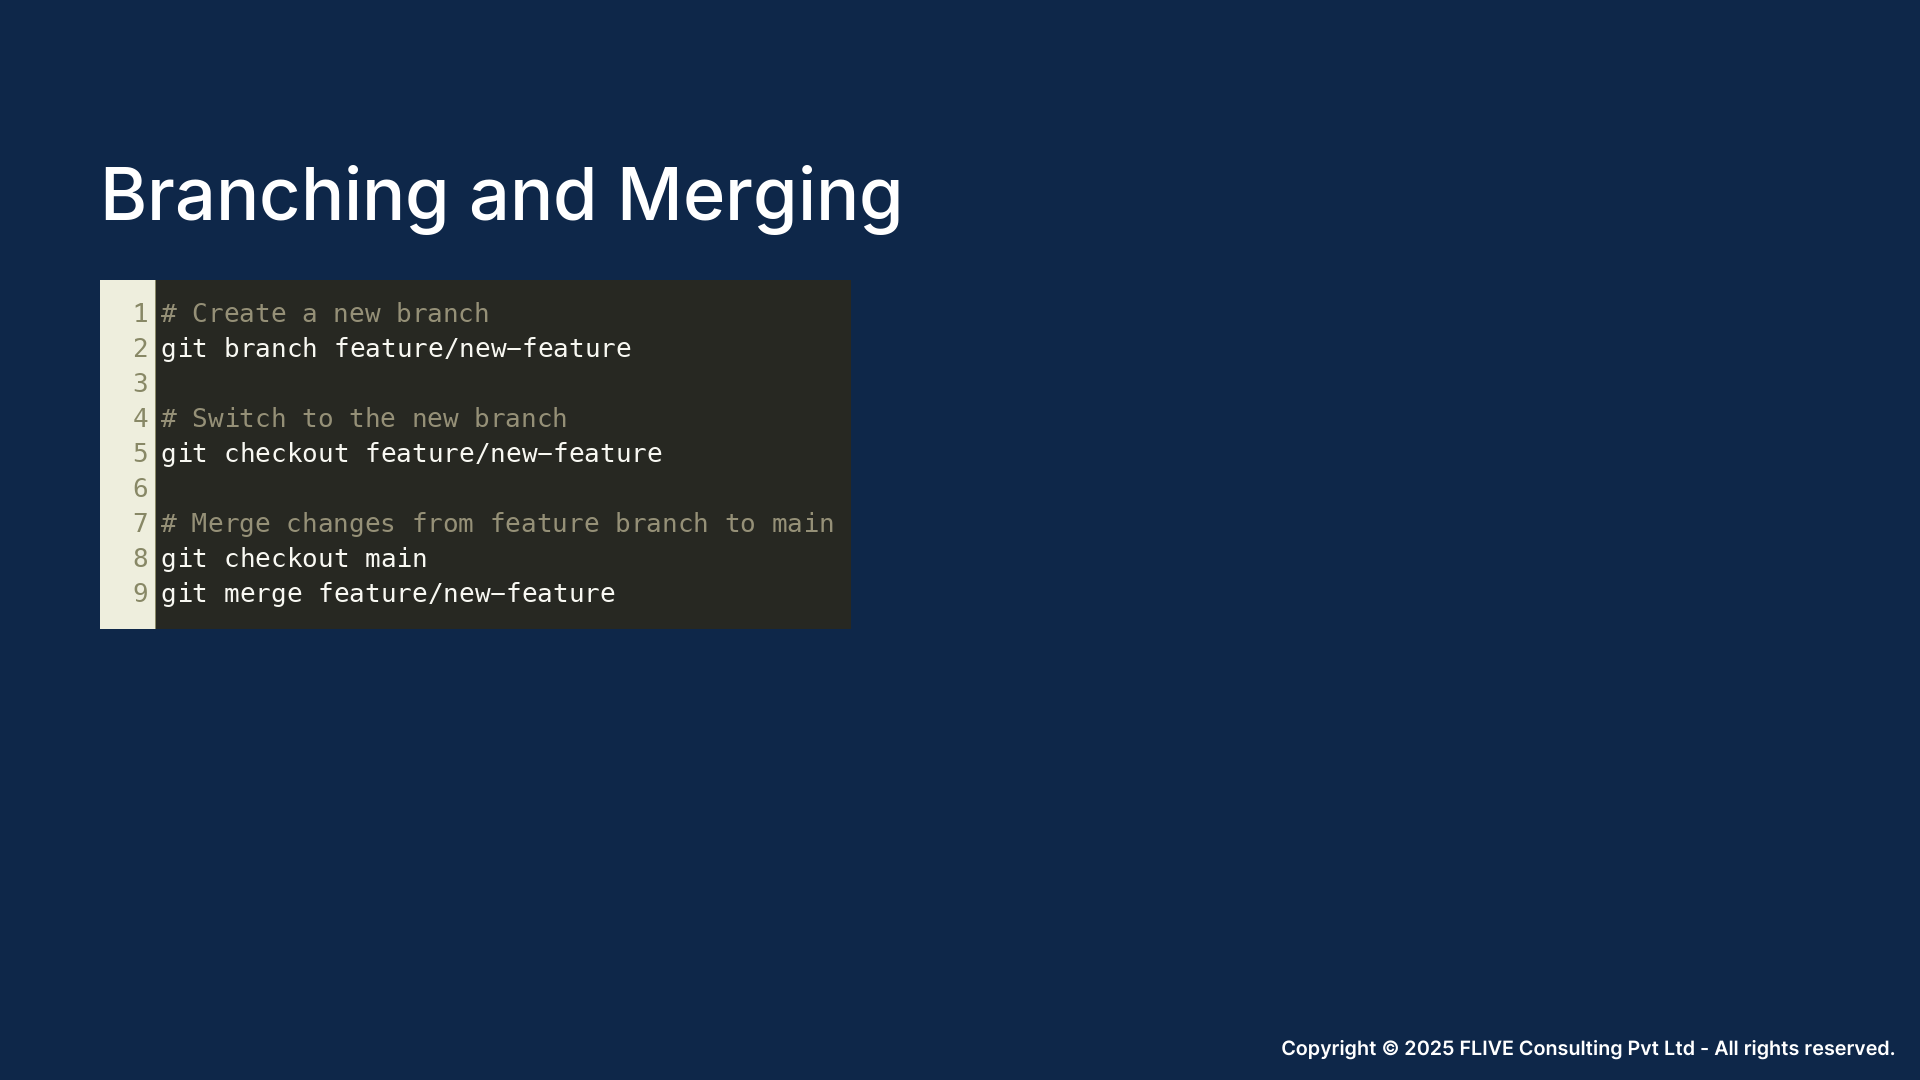 Branching and Merging
1 # Create a new branch
2 git branch feature/new-feature
3
4 # Switch to the new branch
5 git checkout feature/new-feature
6
7 # Merge changes from feature branch to main
8 git checkout main
9 git merge feature/new-feature
Copyright © 2025 FLIVE Consulting Pvt Ltd - All rights reserved.